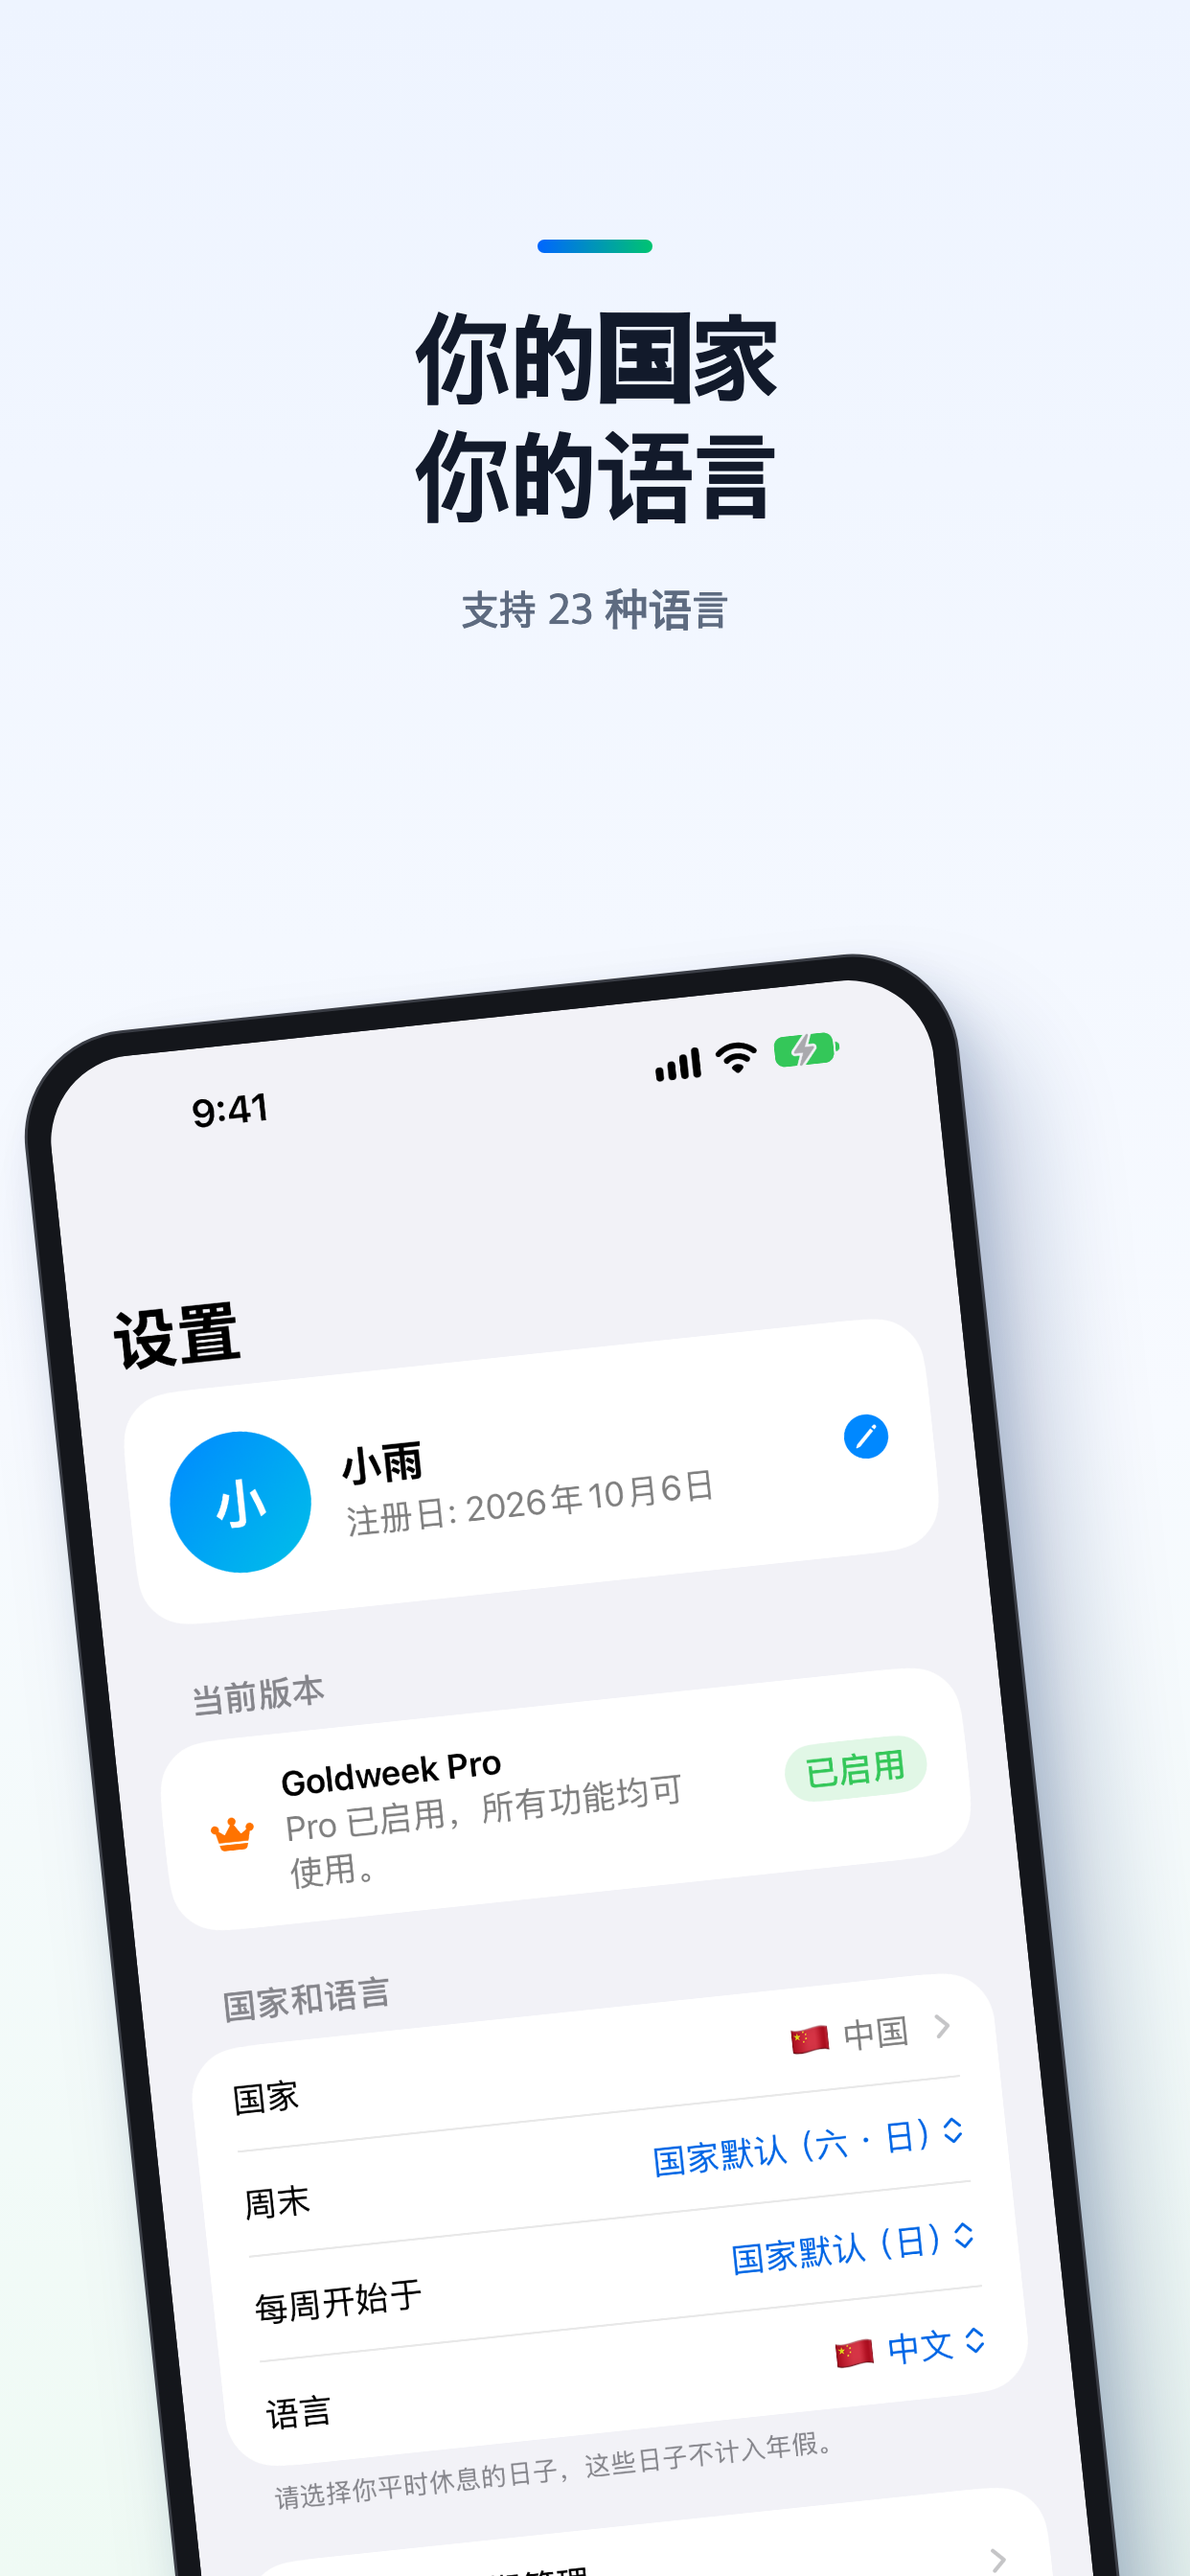 你的国家
你的语言
支持 23 种语言
9:41
设置
小
小雨
注册日: 2026年10月6日
当前版本
Goldweek Pro
Pro 已启用，所有功能均可
使用。
已启用
国家和语言
国家
中国
周末
国家默认（六 · 日）
每周开始于
国家默认（日）
语言
中文
请选择你平时休息的日子，这些日子不计入年假。